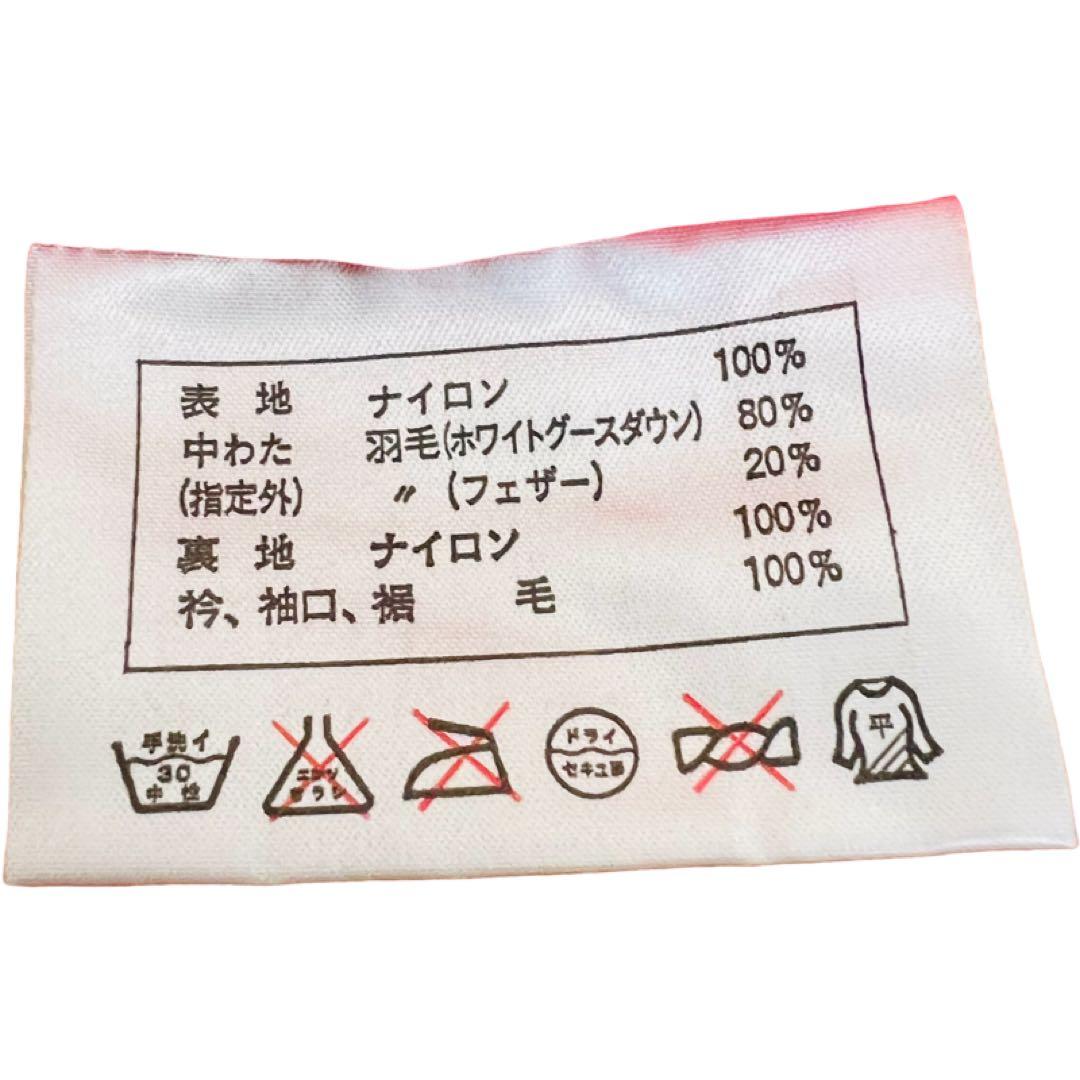 表地 ナイロン 100%
中わた 羽毛(ホワイトグースダウン) 80%
(指定外) 〃 (フェザー) 20%
裏地 ナイロン 100%
衿、袖口、裾 毛 100%
手洗イ
30
中性
エンソ
サラシ
ドライ
セキユ系
平